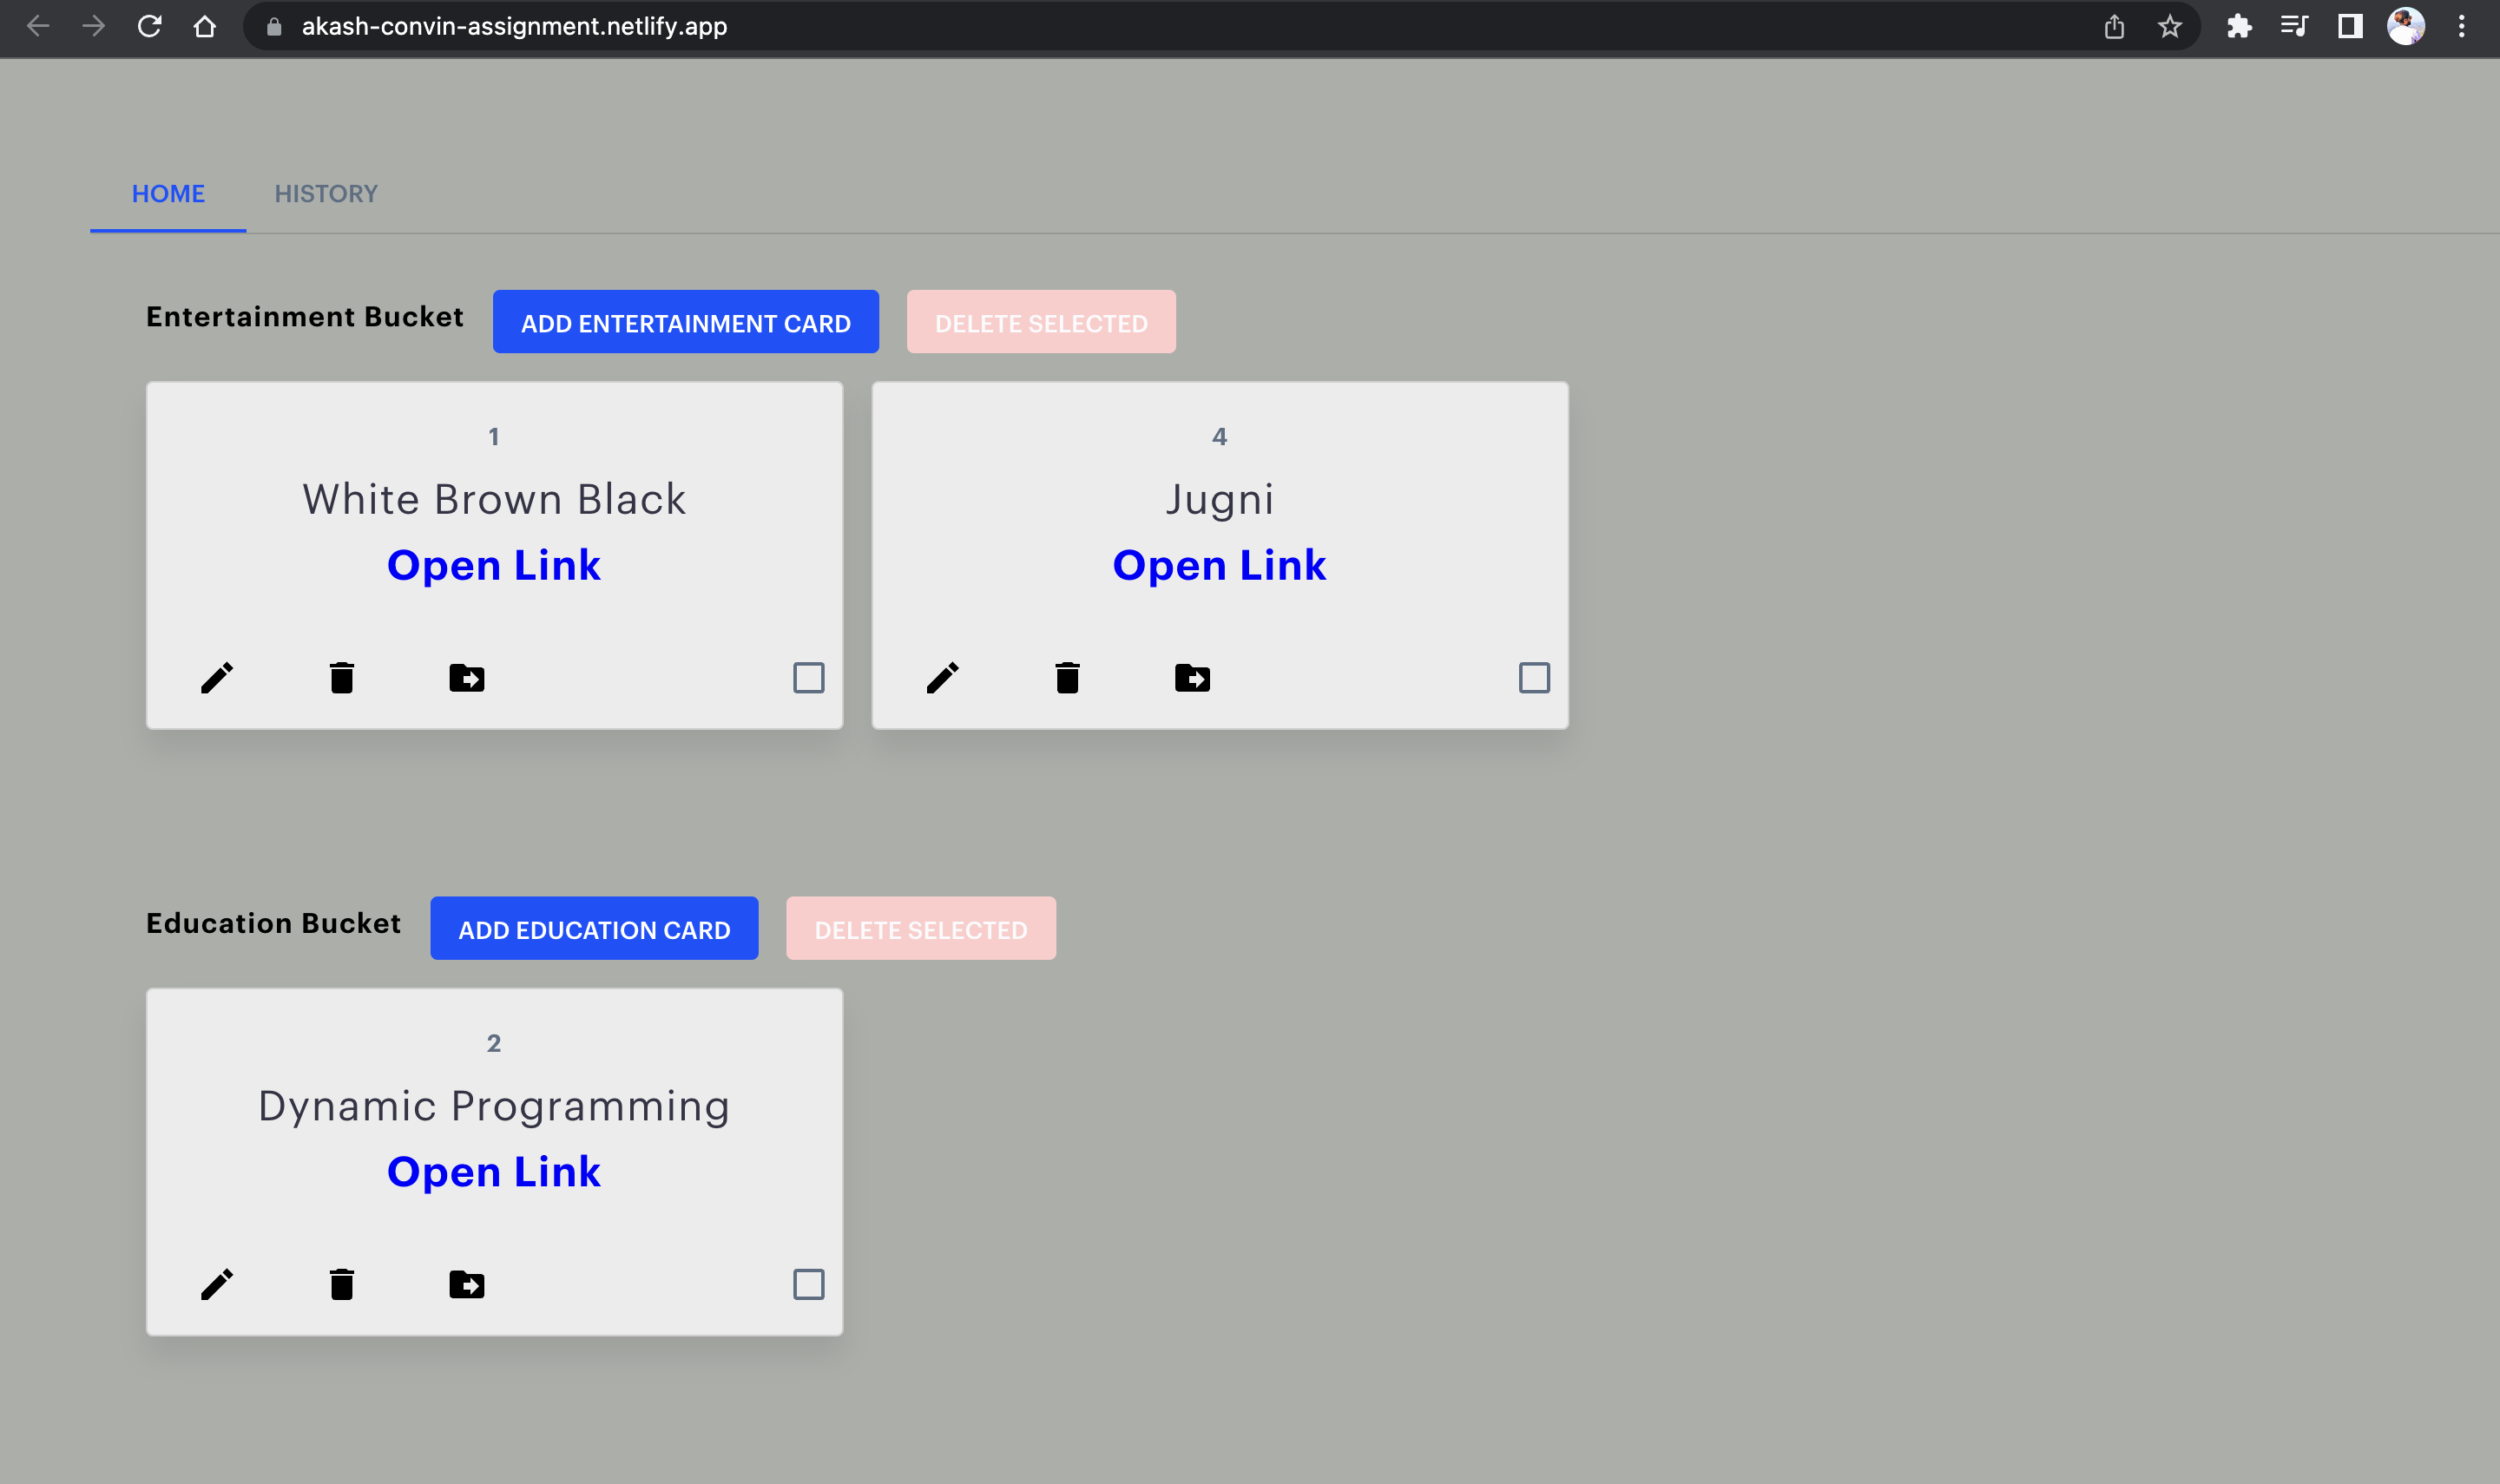 akash-convin-assignment.netlify.app
HOME HISTORY
Entertainment Bucket ADD ENTERTAINMENT CARD DELETE SELECTED
1
White Brown Black
Open Link
4
Jugni
Open Link
Education Bucket ADD EDUCATION CARD DELETE SELECTED
2
Dynamic Programming
Open Link